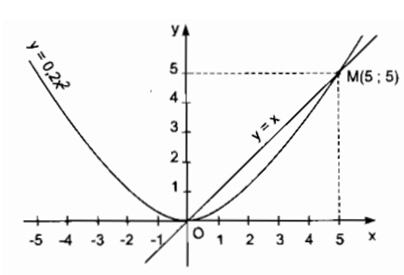 y
y = 0,2x²
5
M(5 ; 5)
4
3
y = x
2
1
-5 -4 -3 -2 -1 O 1 2 3 4 5 x